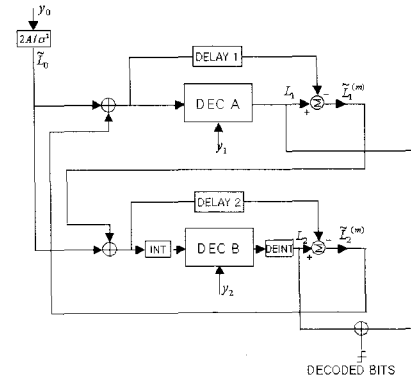 y₀
2A/σ²
L̃₀
DELAY 1
DEC A
L₁
+
Σ
−
L̃₁⁽ᵐ⁾
y₁
DELAY 2
INT
DEC B
DEINT
L₂
+
Σ
−
L̃₂⁽ᵐ⁾
y₂
DECODED BITS